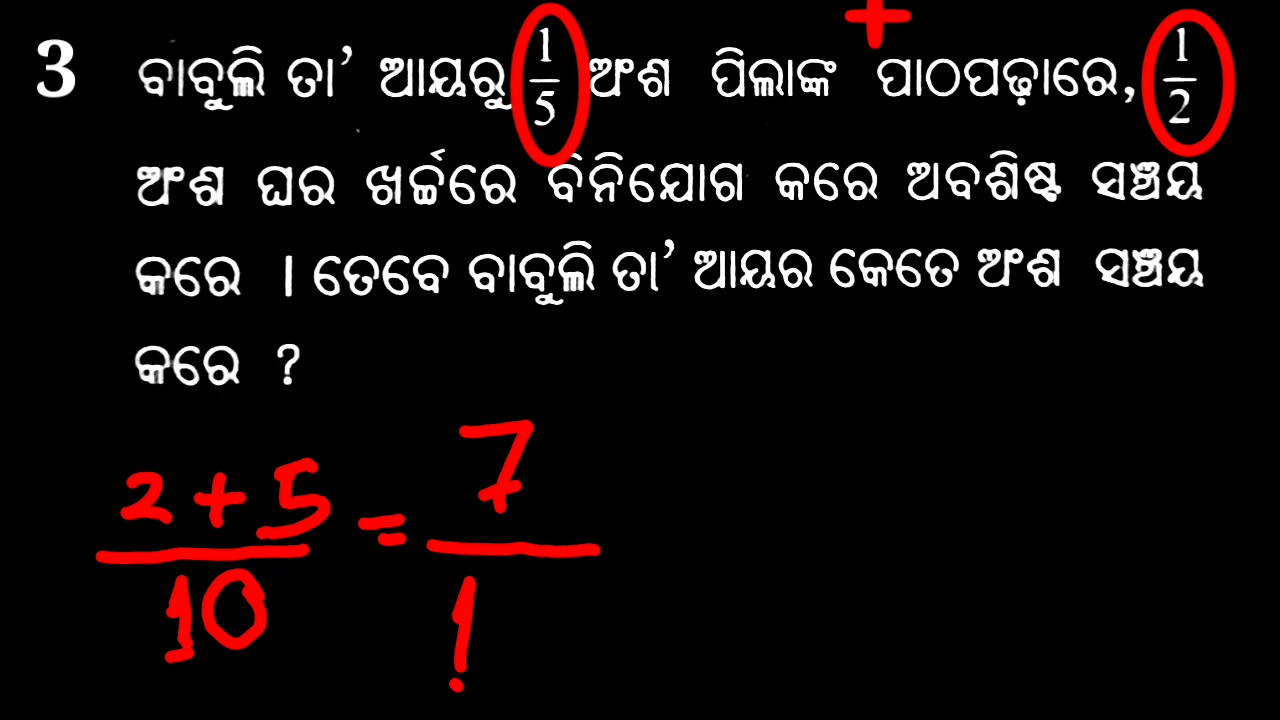 +
3 ବାବୁଲି ତା’ ଆୟରୁ 1/5 ଅଂଶ ପିଲାଙ୍କ ପାଠପଢ଼ାରେ, 1/2
ଅଂଶ ଘର ଖର୍ଚ୍ଚରେ ବିନିଯୋଗ କରେ ଅବଶିଷ୍ଟ ସଞ୍ଚୟ
କରେ । ତେବେ ବାବୁଲି ତା’ ଆୟର କେତେ ଅଂଶ ସଞ୍ଚୟ
କରେ ?
2 + 5 / 10 = 7 / 1